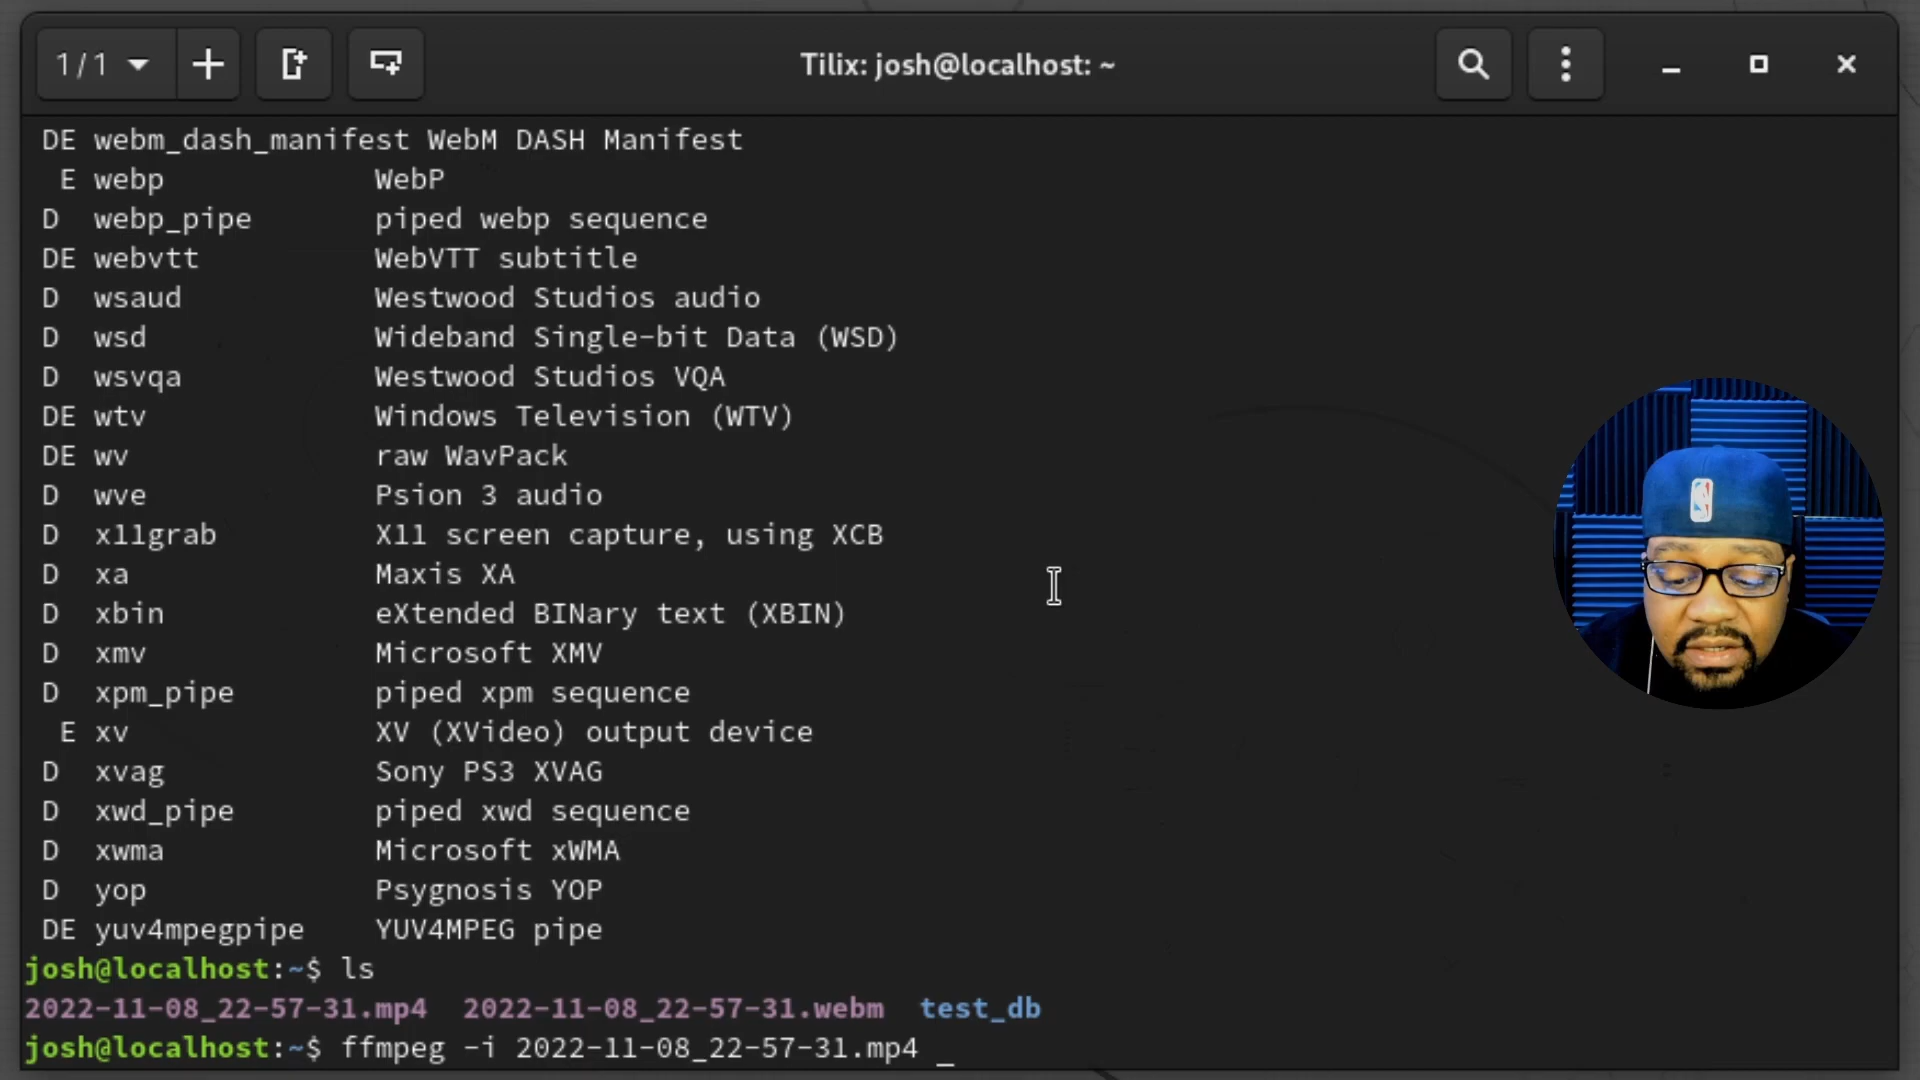 1/1
Tilix: josh@localhost: ~
DE webm_dash_manifest WebM DASH Manifest
E webp WebP
D webp_pipe piped webp sequence
DE webvtt WebVTT subtitle
D wsaud Westwood Studios audio
D wsd Wideband Single-bit Data (WSD)
D wsvqa Westwood Studios VQA
DE wtv Windows Television (WTV)
DE wv raw WavPack
D wve Psion 3 audio
D x11grab X11 screen capture, using XCB
D xa Maxis XA
D xbin eXtended BINary text (XBIN)
D xmv Microsoft XMV
D xpm_pipe piped xpm sequence
E xv XV (XVideo) output device
D xvag Sony PS3 XVAG
D xwd_pipe piped xwd sequence
D xwma Microsoft xWMA
D yop Psygnosis YOP
DE yuv4mpegpipe YUV4MPEG pipe
josh@localhost:~$ ls
2022-11-08_22-57-31.mp4 2022-11-08_22-57-31.webm test_db
josh@localhost:~$ ffmpeg -i 2022-11-08_22-57-31.mp4 _